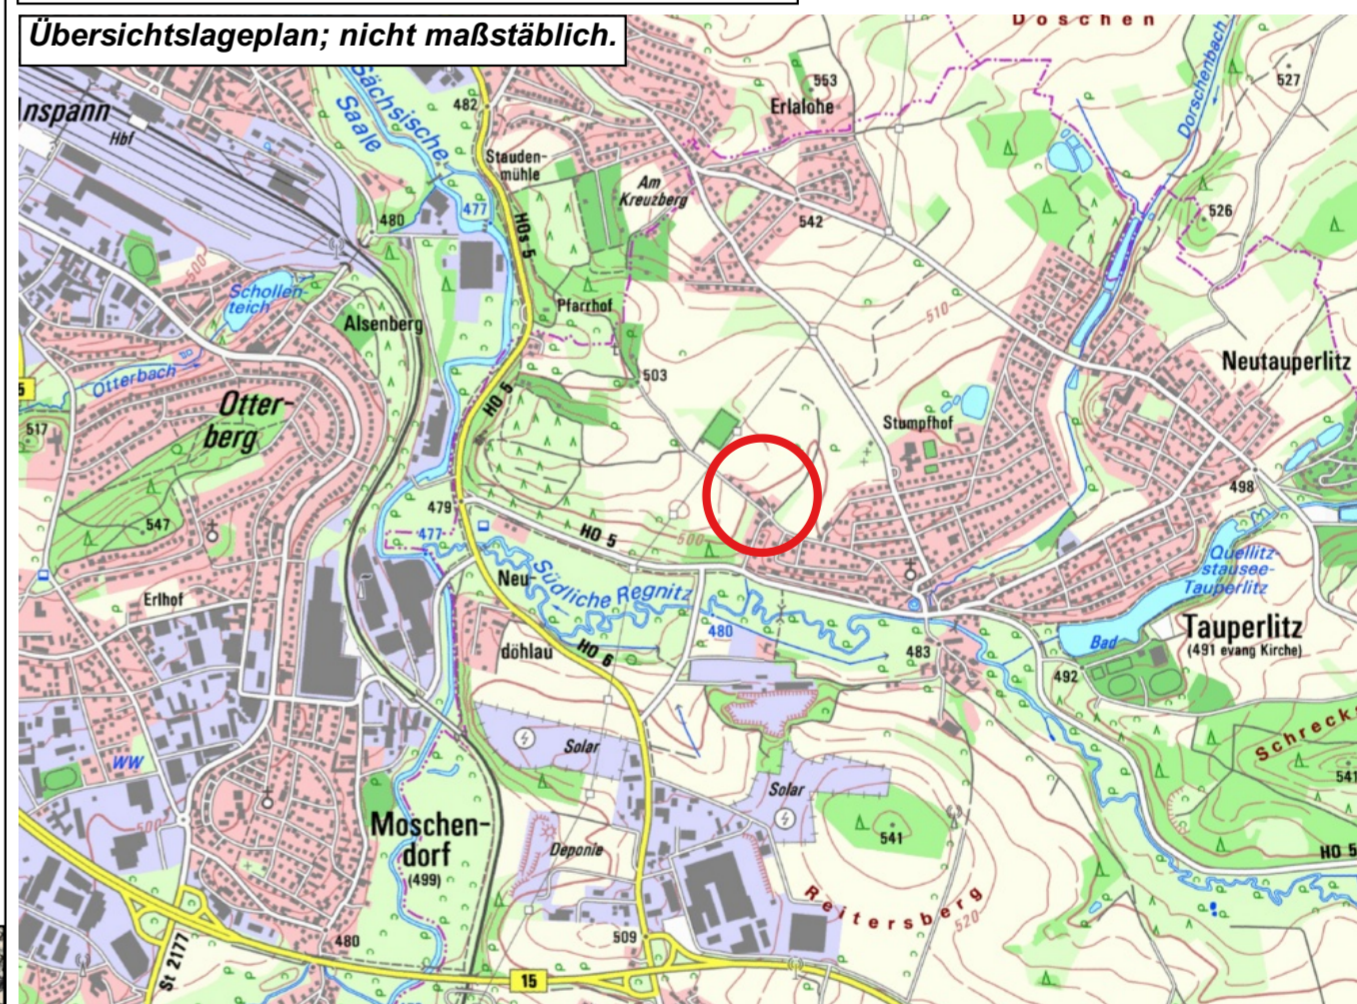 Übersichtslageplan; nicht maßstäblich.
Döschen
Dorschenbach
553
527
Erlalohe
nspann
Hbf
Sächsische
Saale
482
Stauden-
mühle
Am
Kreuzberg
477
480
HOs 5
542
526
500
Schollen-
teich
Alsenberg
Pfarrhof
510
Neutauperlitz
Otterbach
5
503
HO 5
Otter-
berg
Stumpfhof
517
498
479
547
477
HO 5
500
Quellitz-
stausee-
Tauperlitz
Neu-
döhlau
Südliche Regnitz
Erlhof
480
Bad
Tauperlitz
(491 evang Kirche)
HO 6
483
492
Schreck
Solar
541
WW
Solar
500
Moschen-
dorf
(499)
Deponie
541
HO 5
Reitersberg
520
480
509
St 2177
15